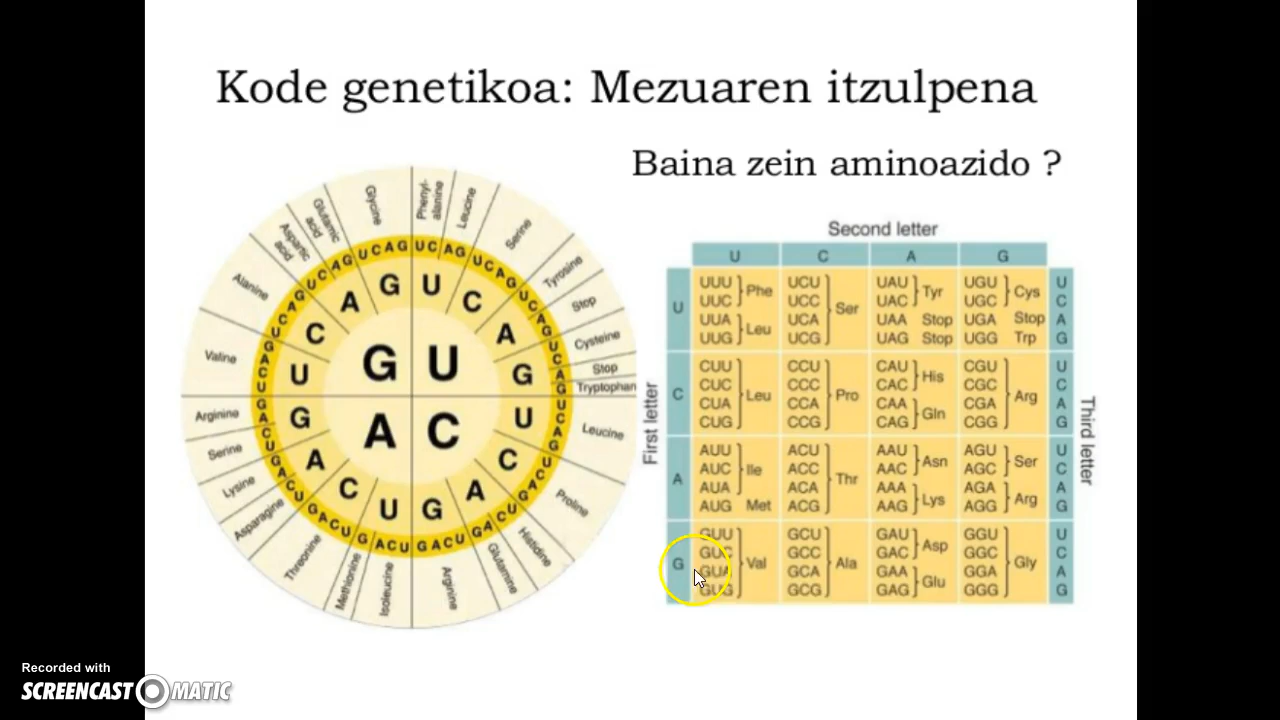 Kode genetikoa: Mezuaren itzulpena
Baina zein aminoazido ?
Glycine
Phenyl-
alanine
Leucine
Serine
Tyrosine
Stop
Cysteine
Stop
Tryptophan
Leucine
Proline
Histidine
Glutamine
Arginine
Isoleucine
Methionine
Threonine
Asparagine
Lysine
Serine
Arginine
Valine
Alanine
Aspartic
acid
Glutamic
acid
U C A G U C A G U C A G U C A G
U C A G U C A G U C A G U C A G
U C A G U C A G U C A G U C A G
U C A G U C A G U C A G U C A G
U C A G
U C A G
U C A G
U C A G
G U
A C
Second letter
U C A G
First letter
Third letter
U
UUU Phe UCU Ser UAU Tyr UGU Cys U
UUC UCC UAC UGC C
UUA Leu UCA UAA Stop UGA Stop A
UUG UCG UAG Stop UGG Trp G
C
CUU Leu CCU Pro CAU His CGU Arg U
CUC CCC CAC CGC C
CUA CCA CAA Gln CGA A
CUG CCG CAG CGG G
A
AUU Ile ACU Thr AAU Asn AGU Ser U
AUC ACC AAC AGC C
AUA ACA AAA Lys AGA Arg A
AUG Met ACG AAG AGG G
G
GUU Val GCU Ala GAU Asp GGU Gly U
GUC GCC GAC GGC C
GUA GCA GAA Glu GGA A
GUG GCG GAG GGG G
Recorded with
SCREENCAST O MATIC